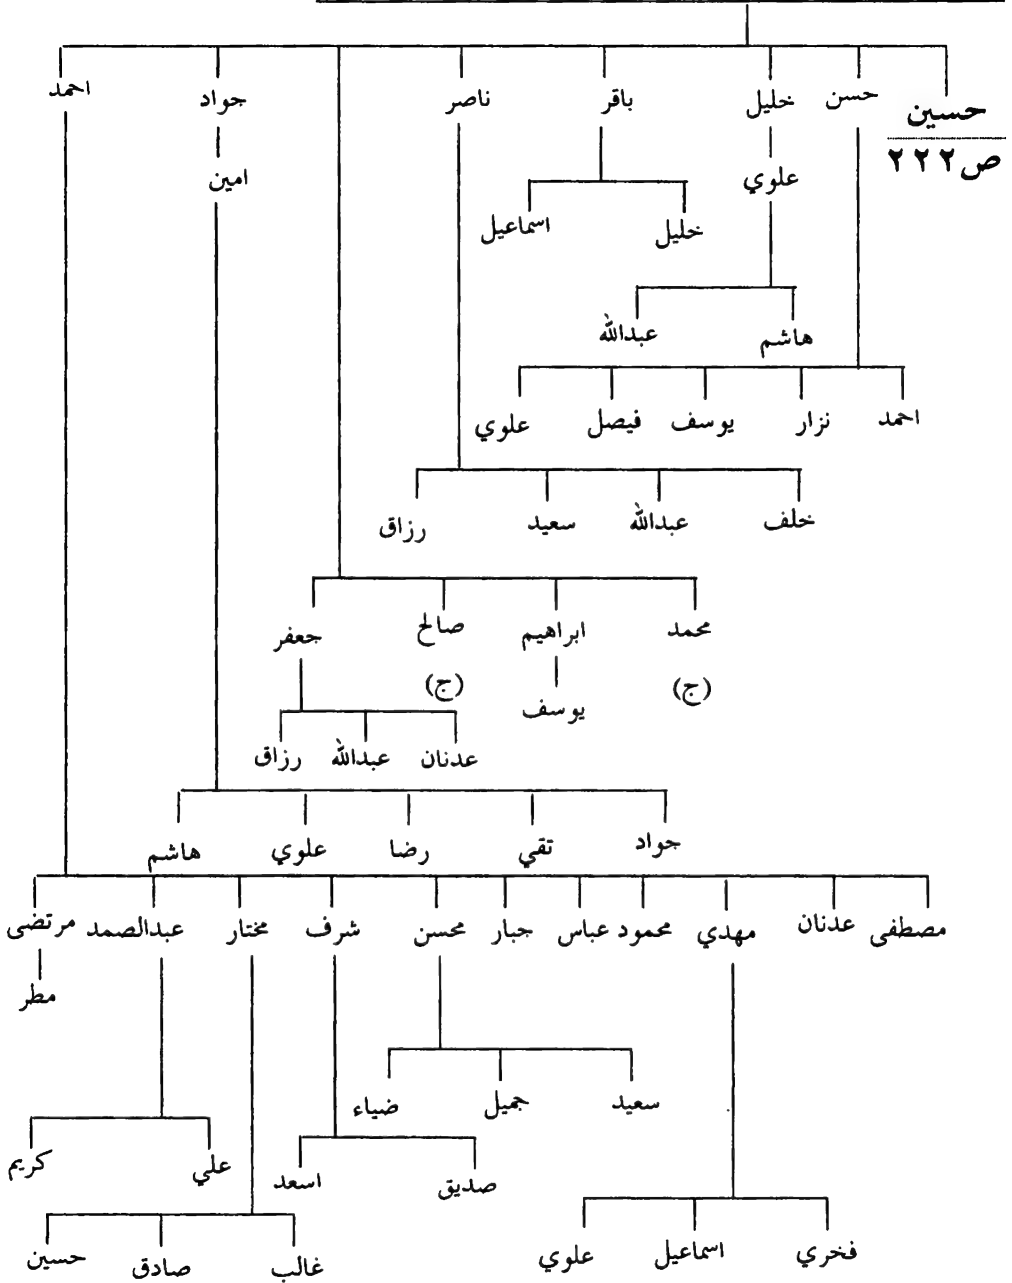 حسين حسن خليل باقر ناصر جواد احمد
ص٢٢٢ علوي امين
خليل اسماعيل
هاشم عبدالله
احمد نزار يوسف فيصل علوي
خلف عبدالله سعيد رزاق
محمد ابراهيم صالح جعفر
(ج) (ج)
يوسف
عدنان عبدالله رزاق
جواد تقي رضا علوي هاشم
مصطفى عدنان مهدي محمود عباس جبار محسن شرف مختار عبدالصمد مرتضى
مطر
سعيد جميل ضياء
علي كريم
صديق اسعد
فخري اسماعيل علوي
غالب صادق حسين